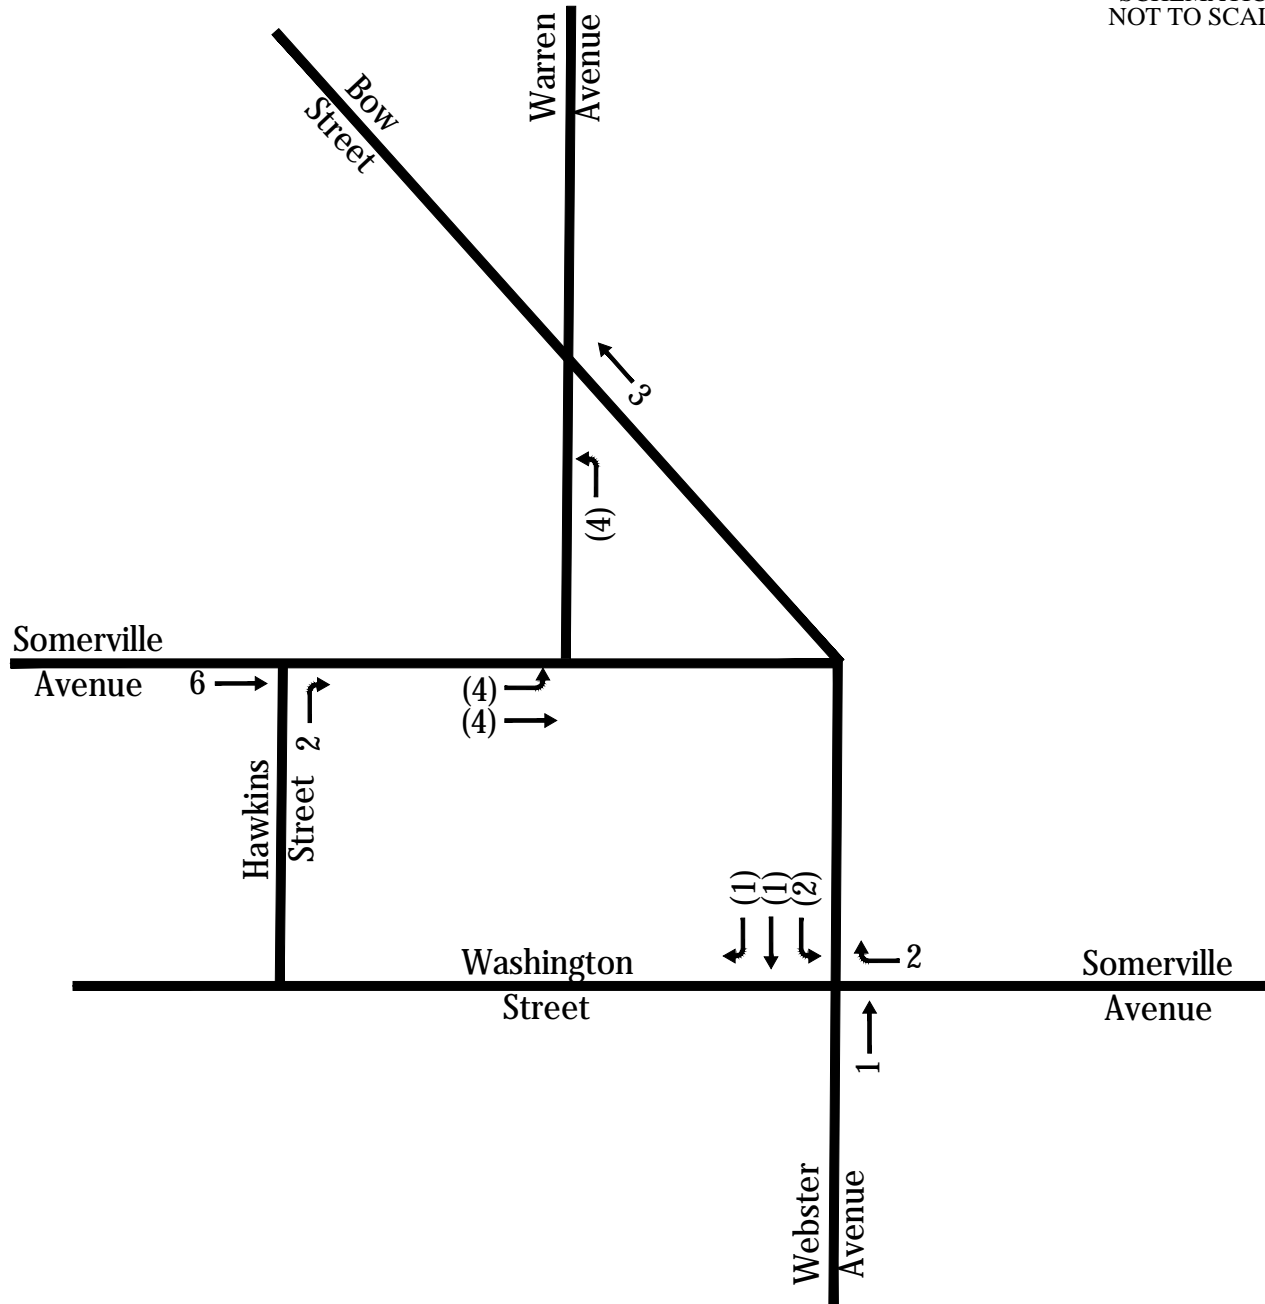 NOT TO SCAL
Warren
Avenue
Bow
Street
3
(4)
Somerville
Avenue
6
2
(4)
(4)
Hawkins
Street
(1)
(1)
(2)
2
Washington
Street
Somerville
Avenue
1
Webster
Avenue